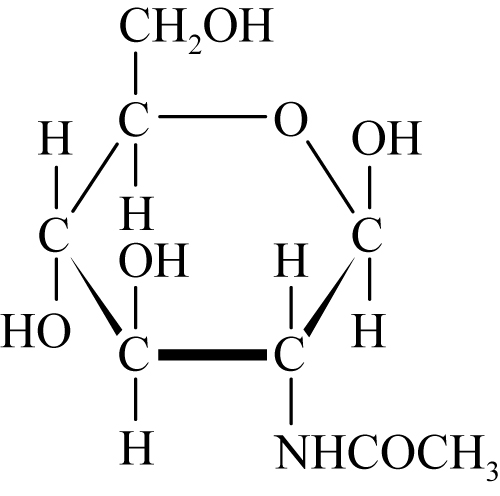 CH₂OH
H C O OH
H
C OH H C
HO C C H
H NHCOCH₃